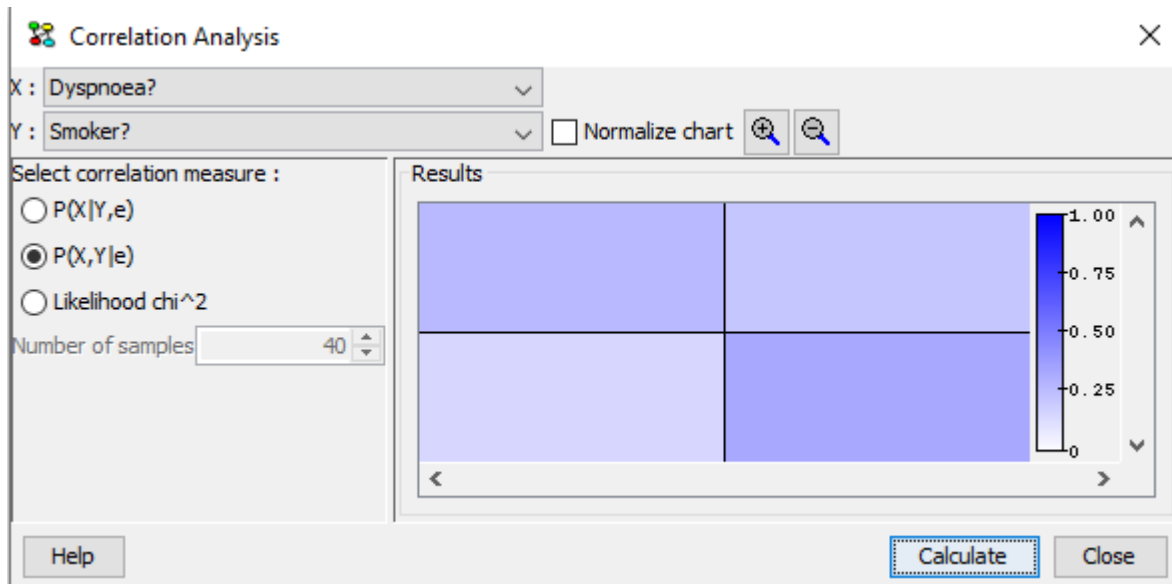 Correlation Analysis
X : Dyspnoea?
Y : Smoker? Normalize chart
Select correlation measure :
P(X|Y,e)
P(X,Y|e)
Likelihood chi^2
Number of samples 40
Results
1.00
0.75
0.50
0.25
0
Help Calculate Close